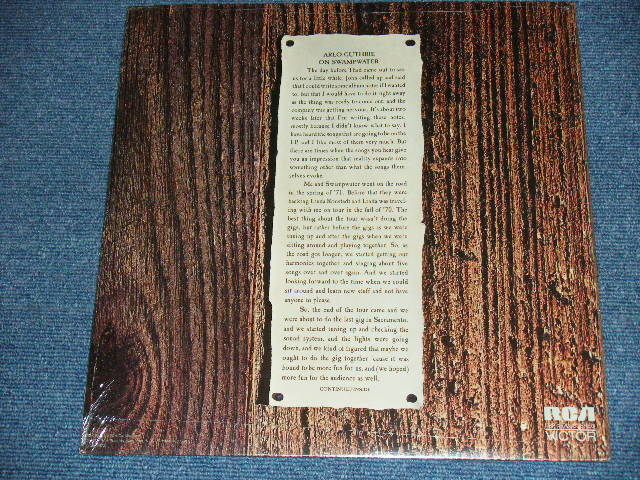 ARLO GUTHRIE
ON SWAMPWATER
The day before I had come out to see
us for a little while, John called up and said
that I could write some album notes if I wanted
to, but that I would have to do it right away
as the thing was ready to come out and the
company was getting nervous. It's about two
weeks later that I'm writing these notes,
mostly because I didn't know what to say. I
have heard the songs that are going to be on the
LP and I like most of them very much. But
there are times when the songs you hear give
you an impression that reality expands into
something other than what the songs them-
selves evoke.
Me and Swampwater went on the road
in the spring of '71. Before that they were
backing Linda Ronstadt and Linda was travel-
ing with me on tour in the fall of '70. The
best thing about the tour wasn't doing the
gigs, but rather before the gigs as we were
tuning up and after the gigs when we were
sitting around and playing together. So, as
the road got longer, we started getting our
harmonies together and singing about five
songs over and over again. And we started
looking forward to the time when we could
sit around and learn new stuff and not have
anyone to please.
So, the end of the tour came and we
were about to do the last gig in Sacramento,
and we started tuning up and checking the
sound system, and the lights were going
down, and we kind of figured that maybe we
ought to do the gig together 'cause it was
bound to be more fun for us, and (we hoped)
more fun for the audience as well.
CONTINUED INSIDE
RCA
VICTOR